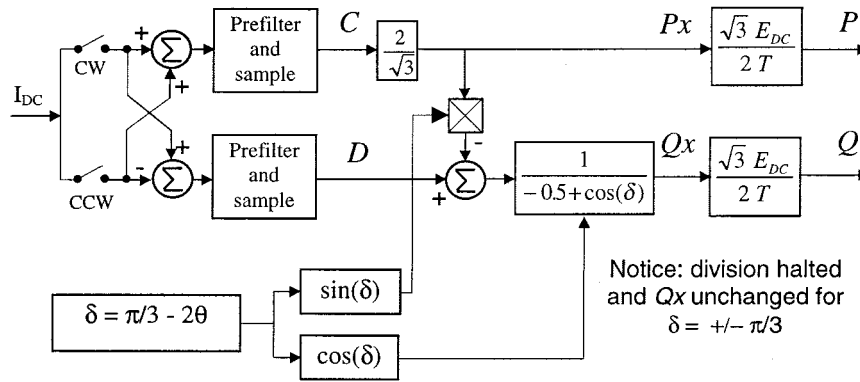 I_DC
CW
CCW
+
Σ
+
Prefilter
and
sample
C
2
√3
Px
√3 E_DC
2 T
P
+
-
Σ
Prefilter
and
sample
D
-
+
Σ
1
-0.5+cos(δ)
Qx
√3 E_DC
2 T
Q
δ = π/3 - 2θ
sin(δ)
cos(δ)
Notice: division halted
and Qx unchanged for
δ = +/− π/3